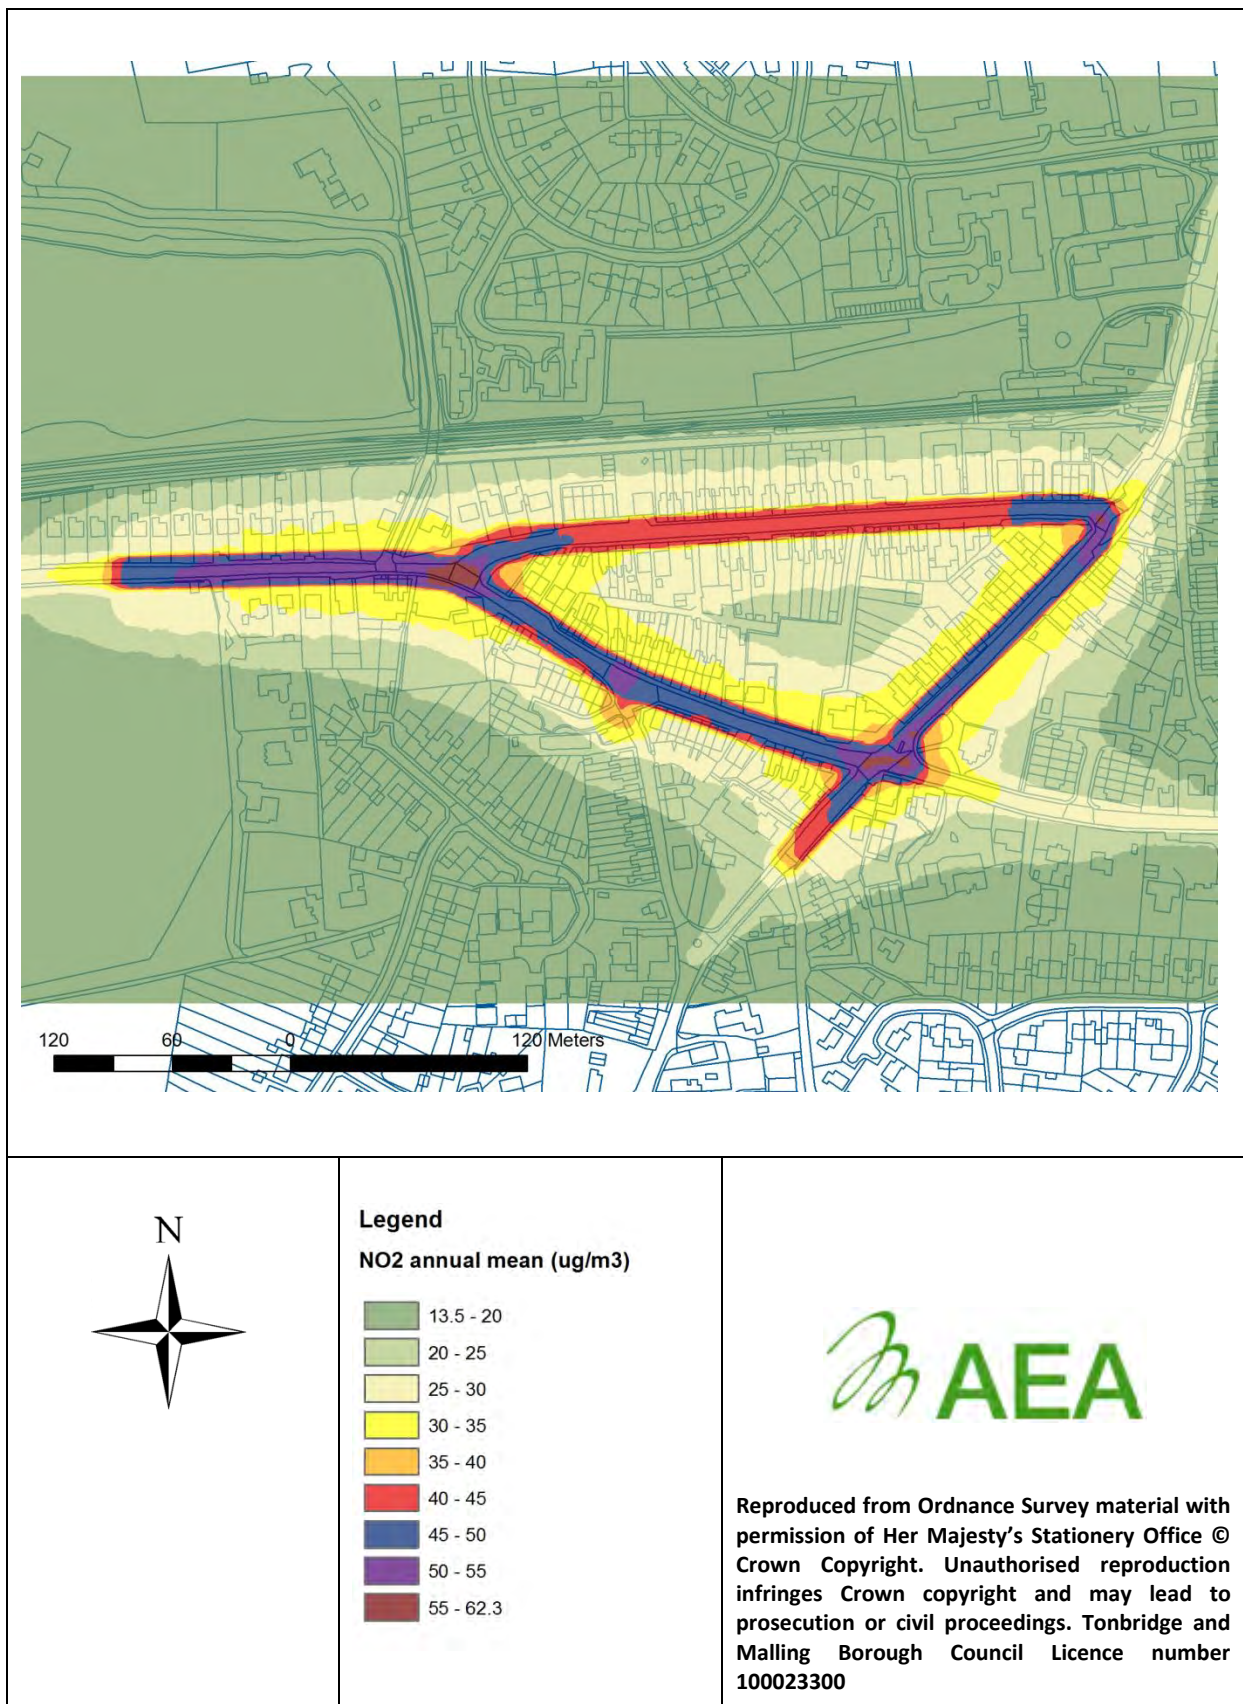 120 60 0 120 Meters
N
Legend
NO2 annual mean (ug/m3)
13.5 - 20
20 - 25
25 - 30
30 - 35
35 - 40
40 - 45
45 - 50
50 - 55
55 - 62.3
AEA
Reproduced from Ordnance Survey material with
permission of Her Majesty’s Stationery Office ©
Crown Copyright. Unauthorised reproduction
infringes Crown copyright and may lead to
prosecution or civil proceedings. Tonbridge and
Malling Borough Council Licence number
100023300